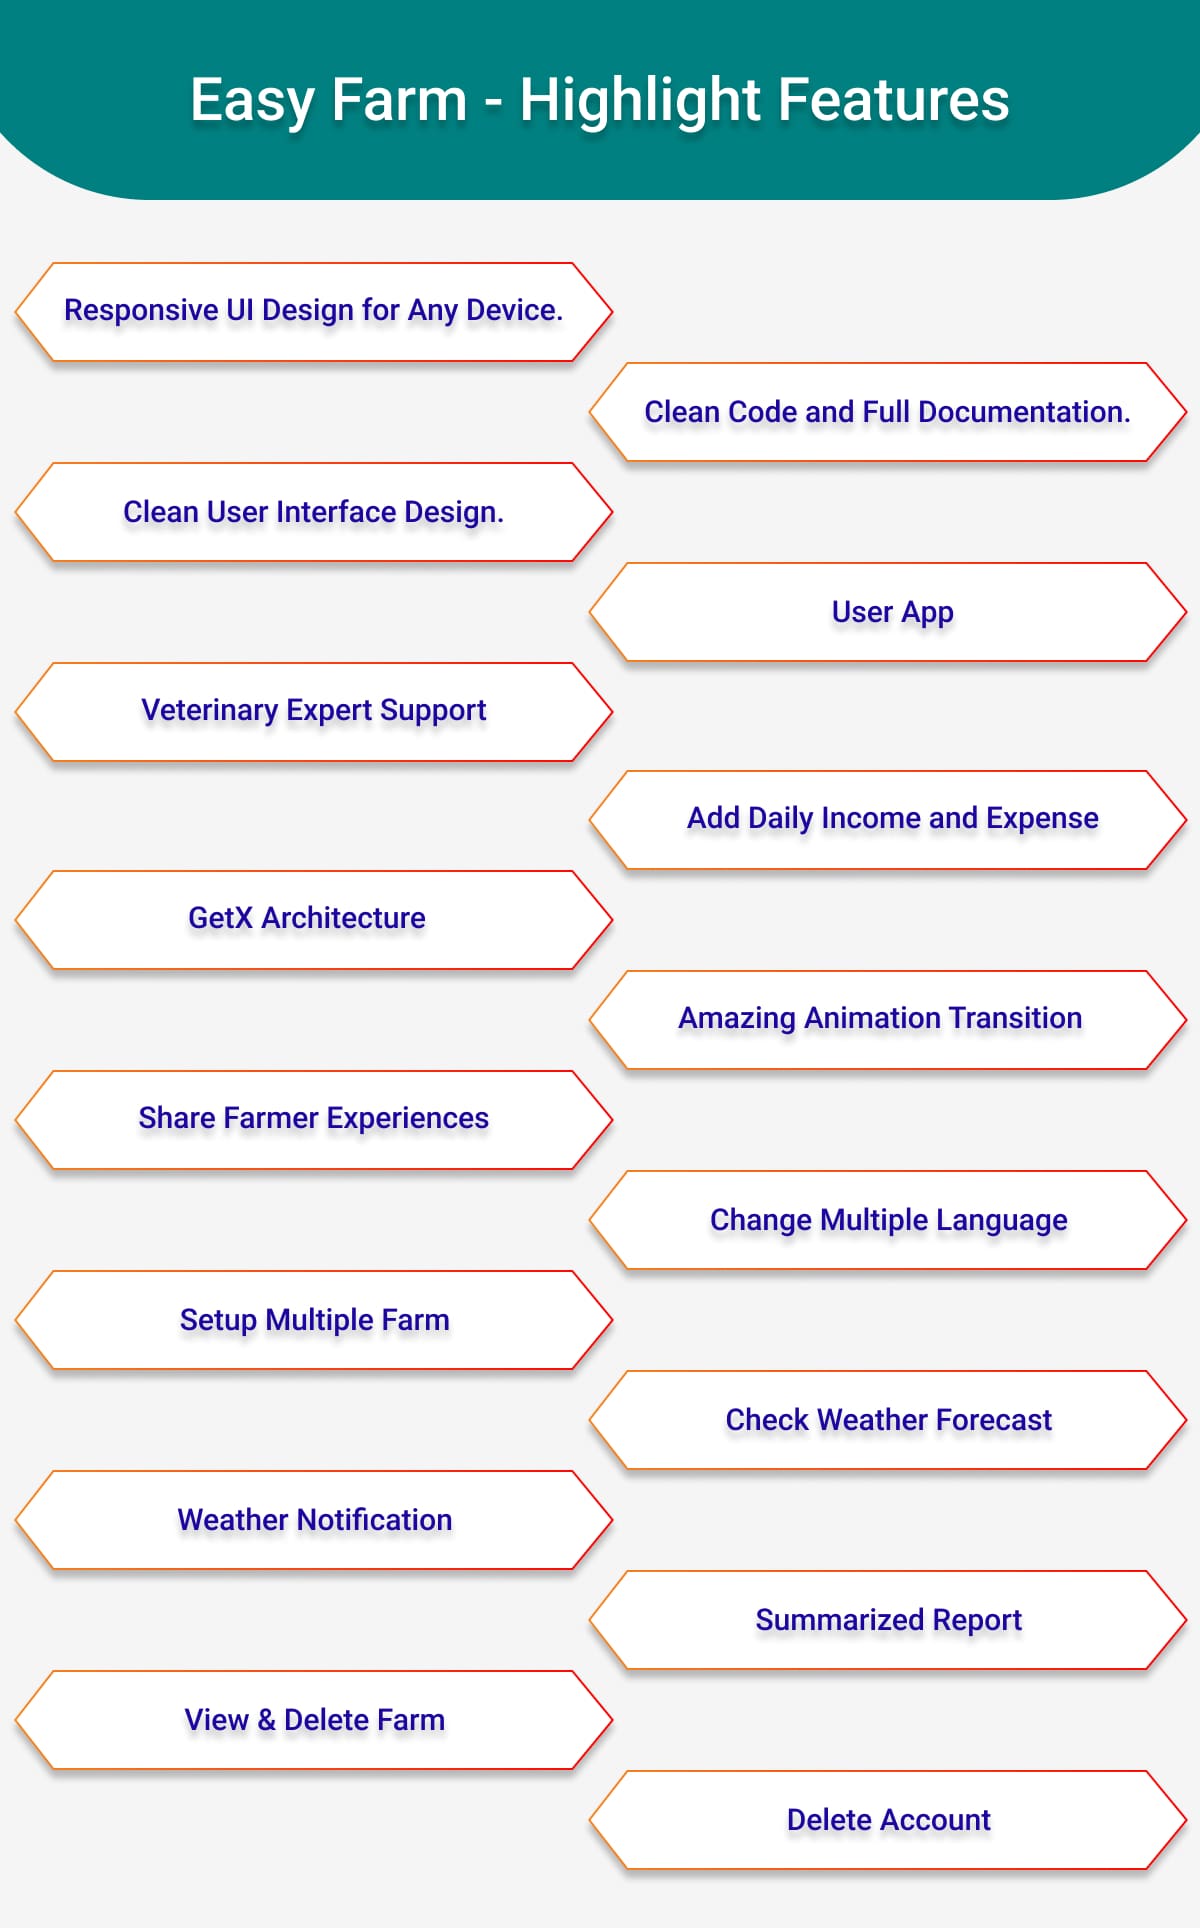 Easy Farm - Highlight Features
Responsive UI Design for Any Device.
Clean Code and Full Documentation.
Clean User Interface Design.
User App
Veterinary Expert Support
Add Daily Income and Expense
GetX Architecture
Amazing Animation Transition
Share Farmer Experiences
Change Multiple Language
Setup Multiple Farm
Check Weather Forecast
Weather Notification
Summarized Report
View & Delete Farm
Delete Account